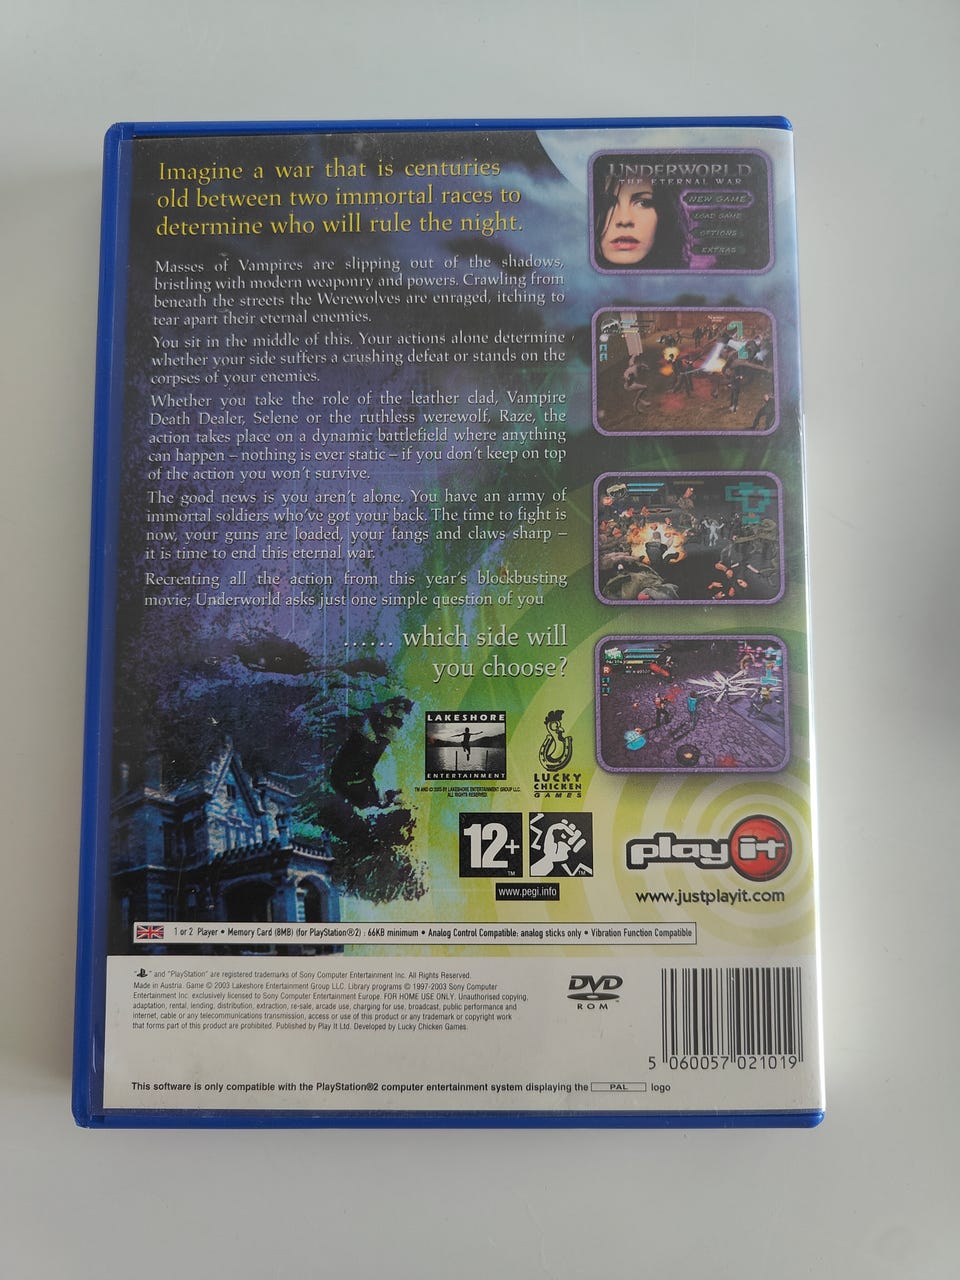 Imagine a war that is centuries
old between two immortal races to
determine who will rule the night.
Masses of Vampires are slipping out of the shadows,
bristling with modern weaponry and powers. Crawling from
beneath the streets the Werewolves are enraged, itching to
tear apart their eternal enemies.
You sit in the middle of this. Your actions alone determine
whether your side suffers a crushing defeat or stands on the
corpses of your enemies.
Whether you take the role of the leather clad, Vampire
Death Dealer, Selene or the ruthless werewolf, Raze, the
action takes place on a dynamic battlefield where anything
can happen – nothing is ever static – if you don't keep on top
of the action you won't survive.
The good news is you aren't alone. You have an army of
immortal soldiers who've got your back. The time to fight is
now, your guns are loaded, your fangs and claws sharp –
it is time to end this eternal war.
Recreating all the action from this year's blockbusting
movie; Underworld asks just one simple question of you
...... which side will
you choose?
UNDERWORLD
THE ETERNAL WAR
NEW GAME
LOAD GAME
OPTIONS
EXTRAS
LAKESHORE
ENTERTAINMENT
TM AND © 2003 BY LAKESHORE ENTERTAINMENT GROUP LLC.
ALL RIGHTS RESERVED.
LUCKY
CHICKEN
GAMES
12+
TM
TM
www.pegi.info
play it
www.justplayit.com
1 or 2 Player • Memory Card (8MB) (for PlayStation®2) : 66KB minimum • Analog Control Compatible: analog sticks only • Vibration Function Compatible
" " and "PlayStation" are registered trademarks of Sony Computer Entertainment Inc. All Rights Reserved.
Made in Austria. Game © 2003 Lakeshore Entertainment Group LLC. Library programs © 1997-2003 Sony Computer
Entertainment Inc. exclusively licensed to Sony Computer Entertainment Europe. FOR HOME USE ONLY. Unauthorised copying,
adaptation, rental, lending, distribution, extraction, re-sale, arcade use, charging for use, broadcast, public performance and
internet, cable or any telecommunications transmission, access or use of this product or any trademark or copyright work
that forms part of this product are prohibited. Published by Play It Ltd. Developed by Lucky Chicken Games.
DVD
ROM
5 060057 021019
This software is only compatible with the PlayStation®2 computer entertainment system displaying the PAL logo